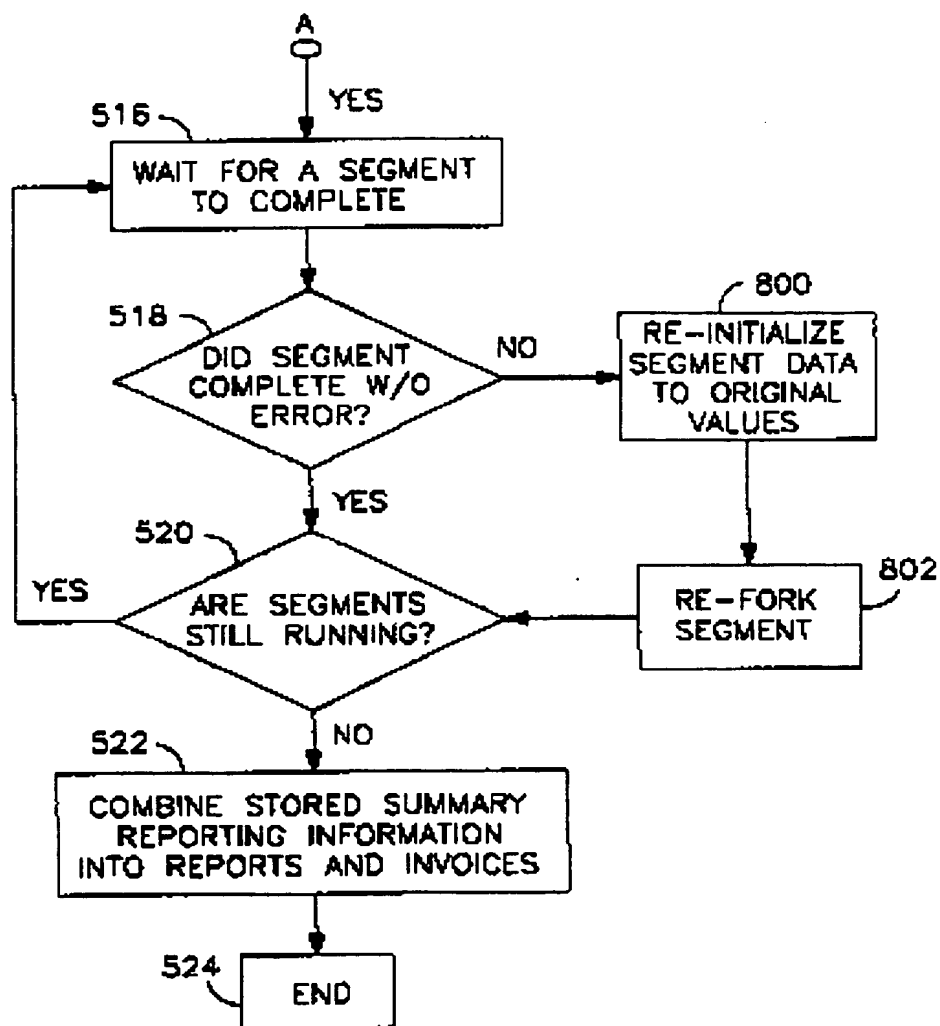 A
YES
516
WAIT FOR A SEGMENT
TO COMPLETE
518
DID SEGMENT
COMPLETE W/O
ERROR?
NO
800
RE-INITIALIZE
SEGMENT DATA
TO ORIGINAL
VALUES
YES
520
YES
ARE SEGMENTS
STILL RUNNING?
802
RE-FORK
SEGMENT
NO
522
COMBINE STORED SUMMARY
REPORTING INFORMATION
INTO REPORTS AND INVOICES
524
END